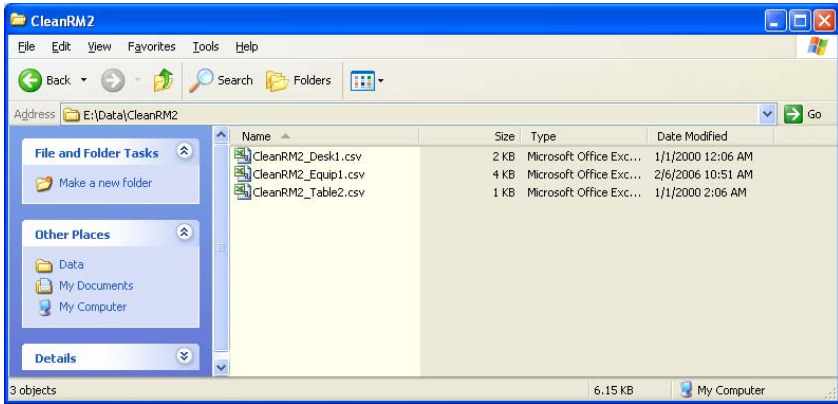 CleanRM2
File Edit View Favorites Tools Help
Back Search Folders
Address E:\Data\CleanRM2 Go
File and Folder Tasks
Make a new folder
Other Places
Data
My Documents
My Computer
Details
Name Size Type Date Modified
CleanRM2_Desk1.csv 2 KB Microsoft Office Exc... 1/1/2000 12:06 AM
CleanRM2_Equip1.csv 4 KB Microsoft Office Exc... 2/6/2006 10:51 AM
CleanRM2_Table2.csv 1 KB Microsoft Office Exc... 1/1/2000 2:06 AM
3 objects 6.15 KB My Computer